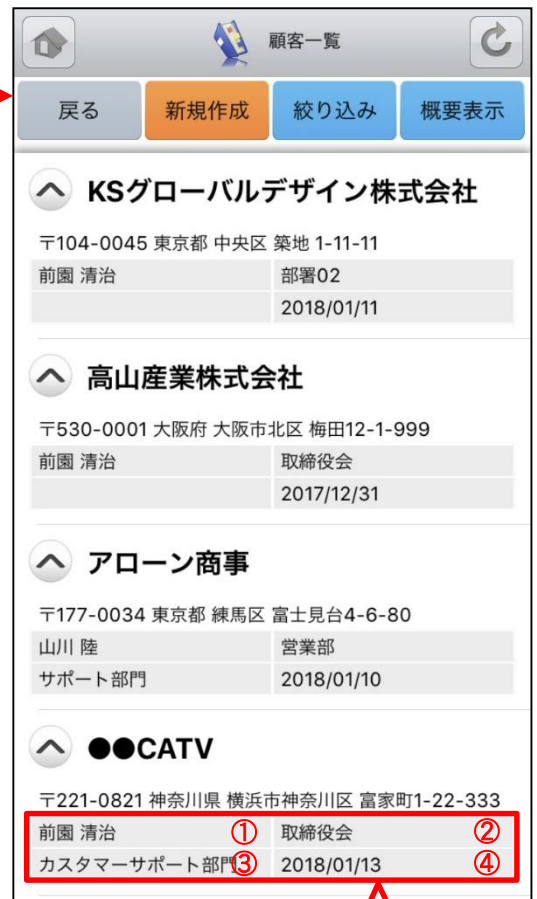 顧客一覧
戻る 新規作成 絞り込み 概要表示
KSグローバルデザイン株式会社
〒104-0045 東京都 中央区 築地 1-11-11
前園 清治 部署02
2018/01/11
高山産業株式会社
〒530-0001 大阪府 大阪市北区 梅田12-1-999
前園 清治 取締役会
2017/12/31
アローン商事
〒177-0034 東京都 練馬区 富士見台4-6-80
山川 陸 営業部
サポート部門 2018/01/10
●●CATV
〒221-0821 神奈川県 横浜市神奈川区 富家町1-22-333
前園 清治 ① 取締役会 ②
カスタマーサポート部門 ③ 2018/01/13 ④